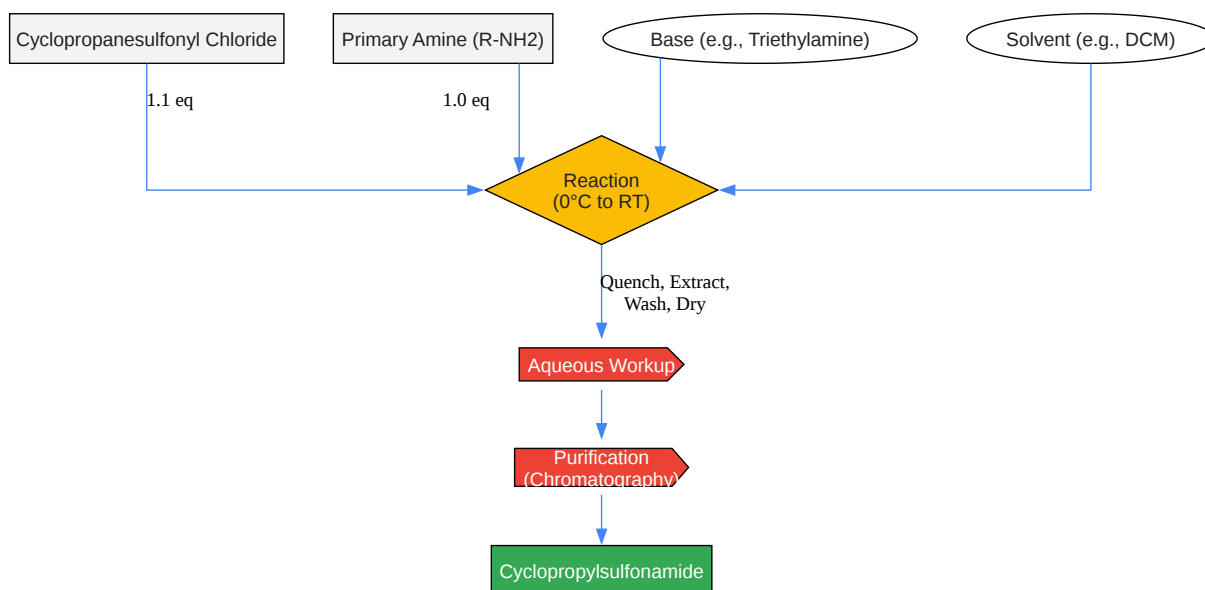 Cyclopropanesulfonyl Chloride
Primary Amine (R-NH2)
Base (e.g., Triethylamine)
Solvent (e.g., DCM)
1.1 eq
1.0 eq
Reaction
(0°C to RT)
Quench, Extract,
Wash, Dry
Aqueous Workup
Purification
(Chromatography)
Cyclopropylsulfonamide